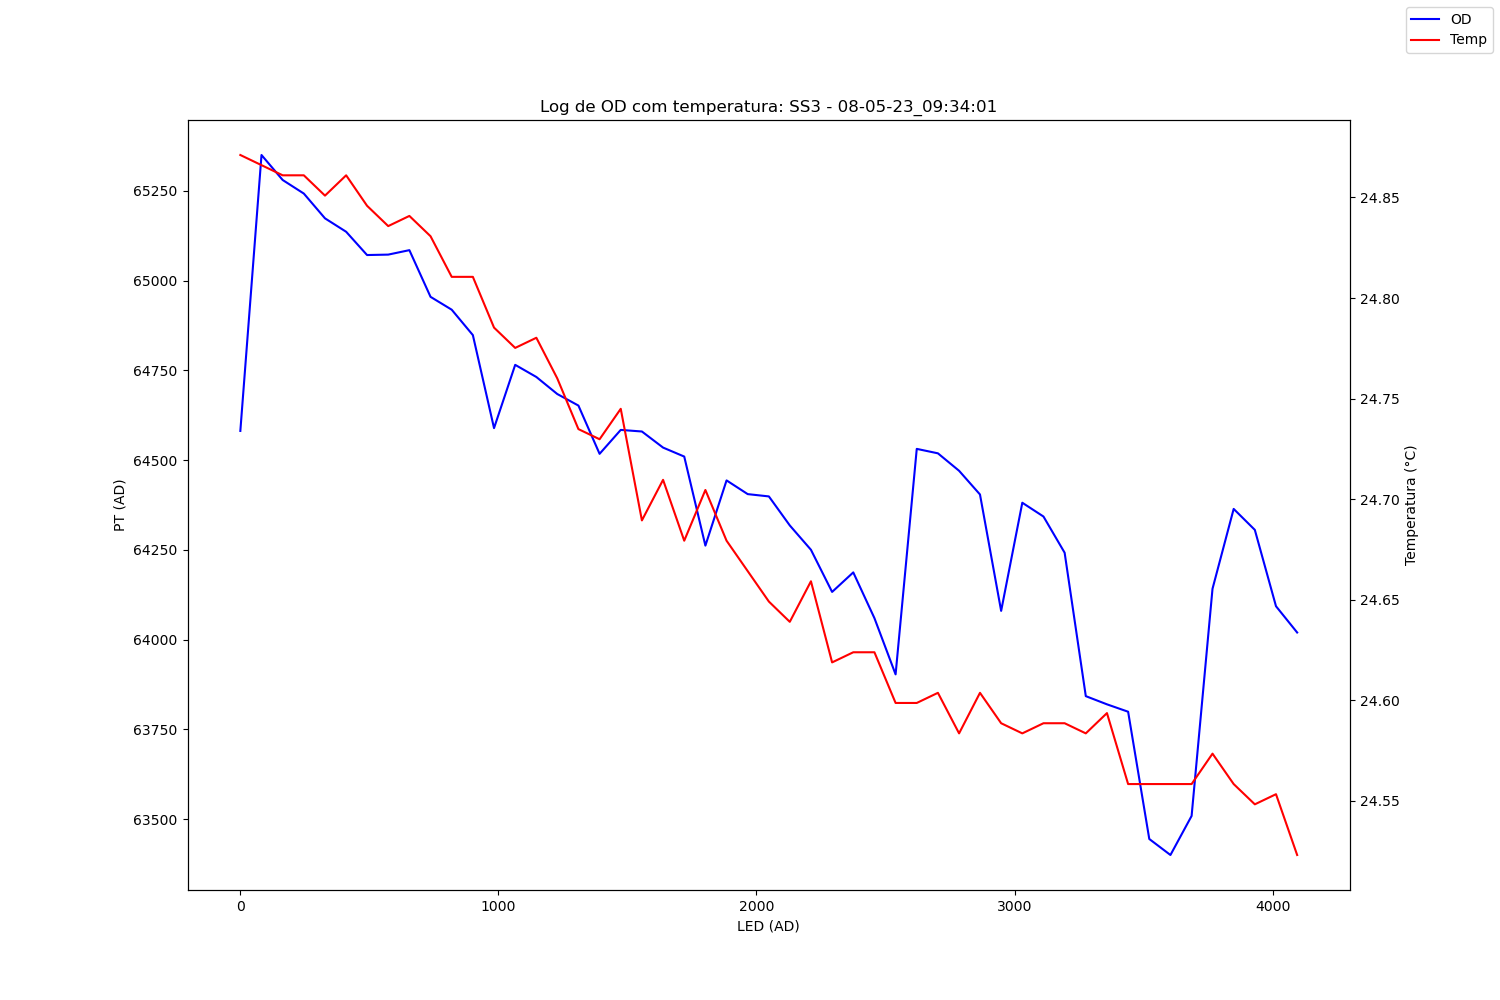 OD
Temp
Log de OD com temperatura: SS3 - 08-05-23_09:34:01
65250
65000
64750
64500
64250
64000
63750
63500
PT (AD)
24.85
24.80
24.75
24.70
24.65
24.60
24.55
Temperatura (°C)
0 1000 2000 3000 4000
LED (AD)